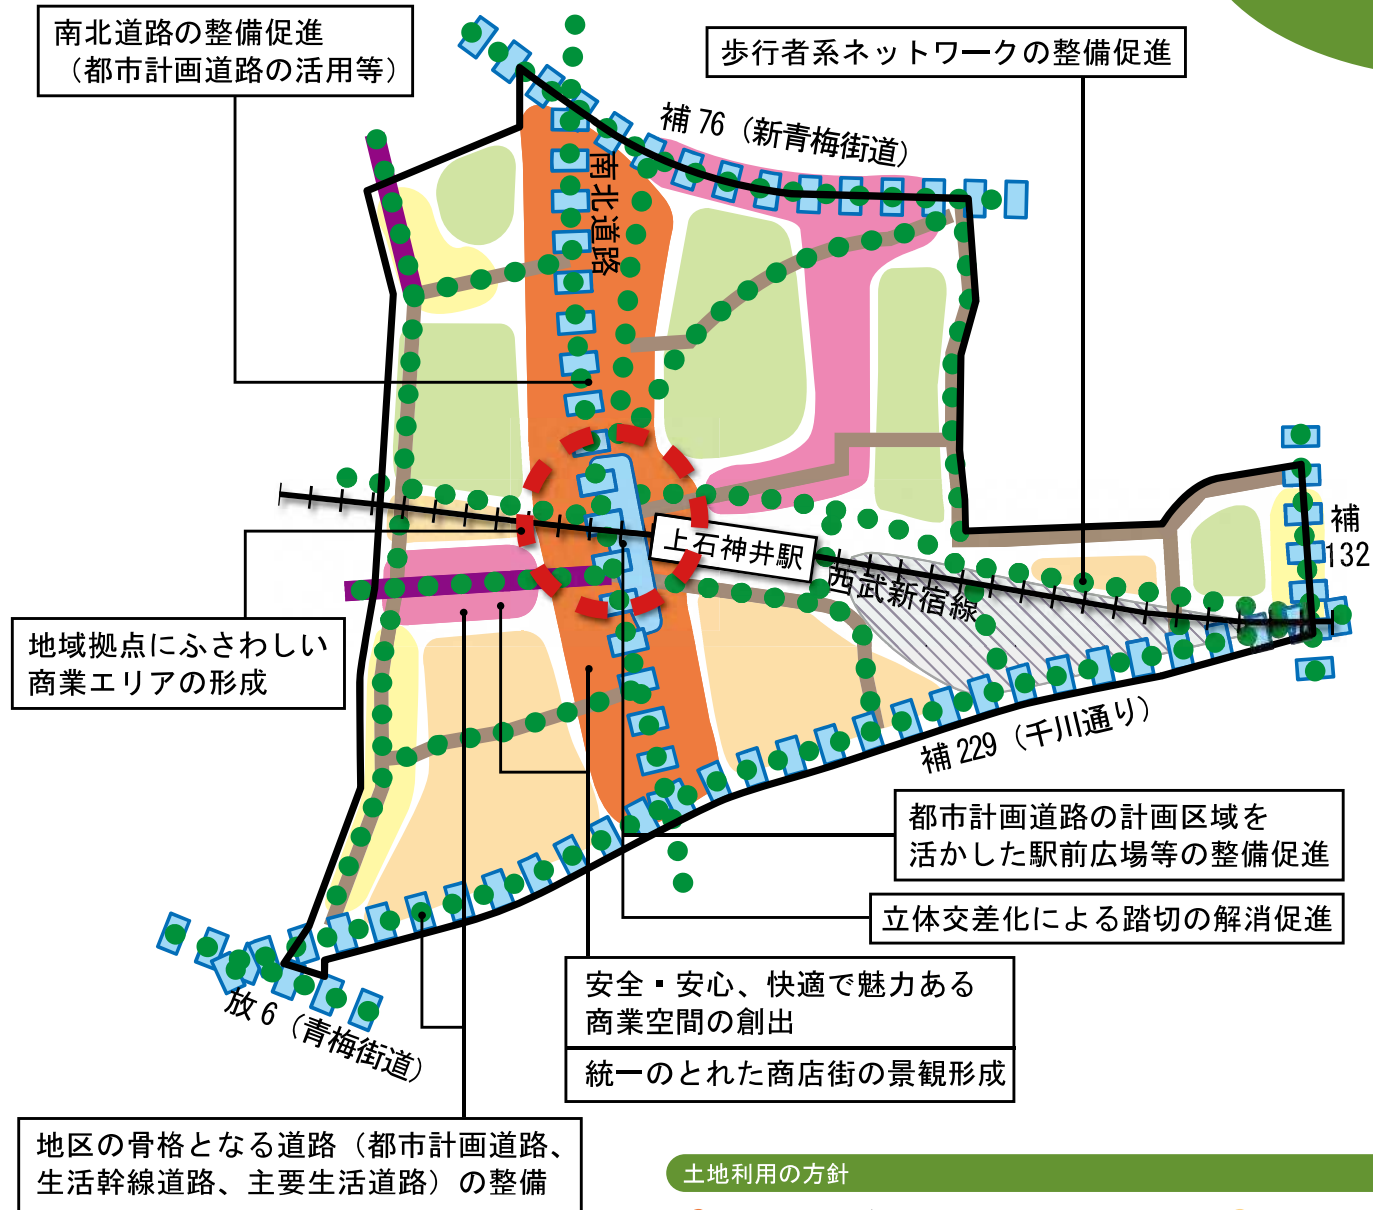 南北道路の整備促進
（都市計画道路の活用等）
歩行者系ネットワークの整備促進
補76（新青梅街道）
南北道路
上石神井駅
西武新宿線
補
132
地域拠点にふさわしい
商業エリアの形成
補229（千川通り）
都市計画道路の計画区域を
活かした駅前広場等の整備促進
立体交差化による踏切の解消促進
安全・安心、快適で魅力ある
商業空間の創出
統一のとれた商店街の景観形成
放6（青梅街道）
地区の骨格となる道路（都市計画道路、
生活幹線道路、主要生活道路）の整備
土地利用の方針